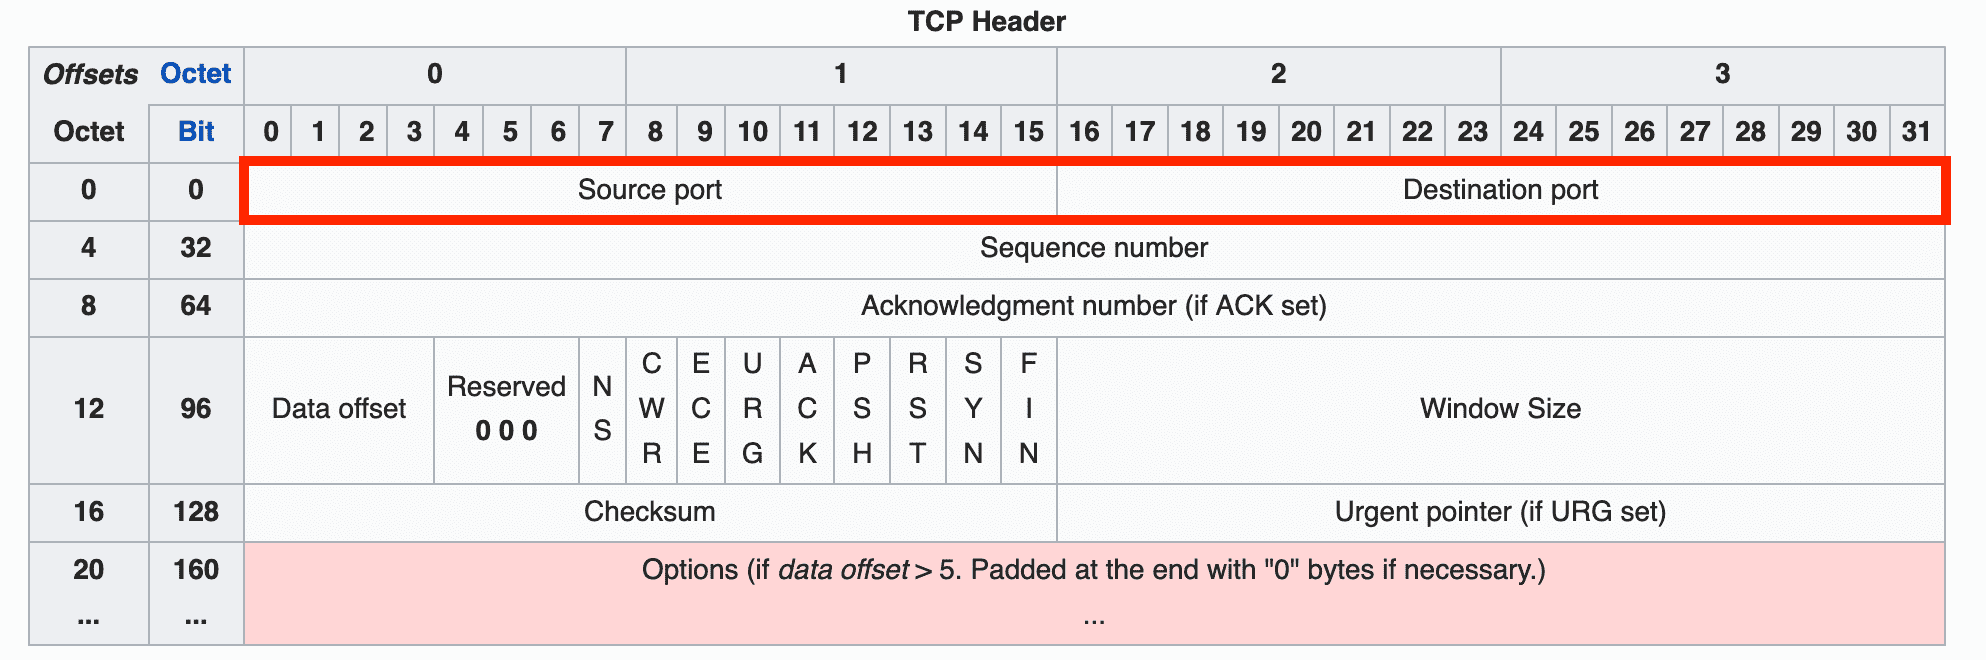 TCP Header
Offsets Octet 0 1 2 3
Octet Bit 0 1 2 3 4 5 6 7 8 9 10 11 12 13 14 15 16 17 18 19 20 21 22 23 24 25 26 27 28 29 30 31
0 0 Source port Destination port
4 32 Sequence number
8 64 Acknowledgment number (if ACK set)
12 96 Data offset Reserved 0 0 0 NS CWR ECE URG ACK PSH RST SYN FIN Window Size
16 128 Checksum Urgent pointer (if URG set)
20 160 Options (if data offset > 5. Padded at the end with "0" bytes if necessary.)
... ... ...